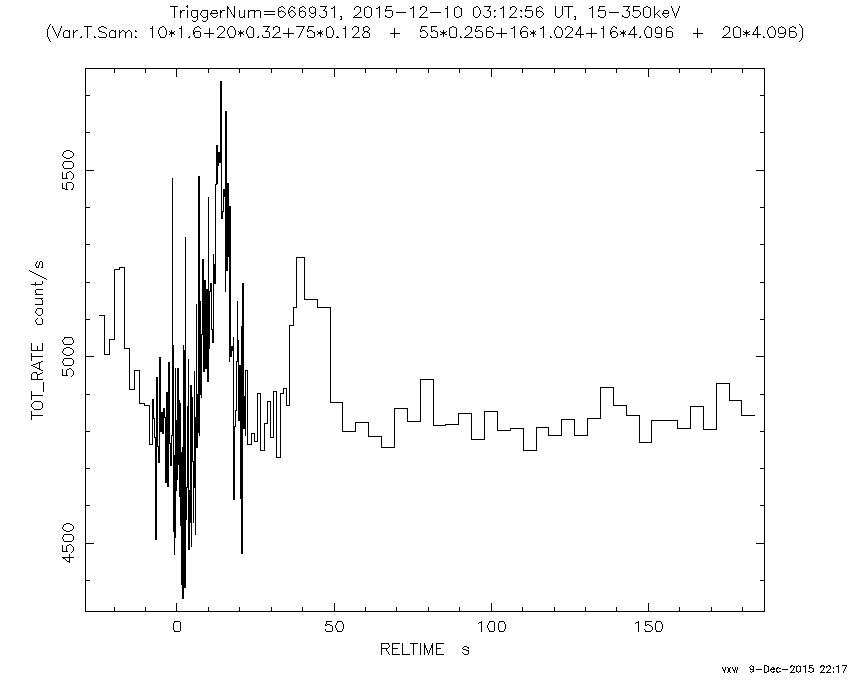 TriggerNum=666931, 2015-12-10 03:12:56 UT, 15-350keV
(Var.T.Sam: 10*1.6+20*0.32+75*0.128 + 55*0.256+16*1.024+16*4.096 + 20*4.096)
5500
5000
4500
TOT_RATE count/s
0 50 100 150
RELTIME s
vxw 9-Dec-2015 22:17